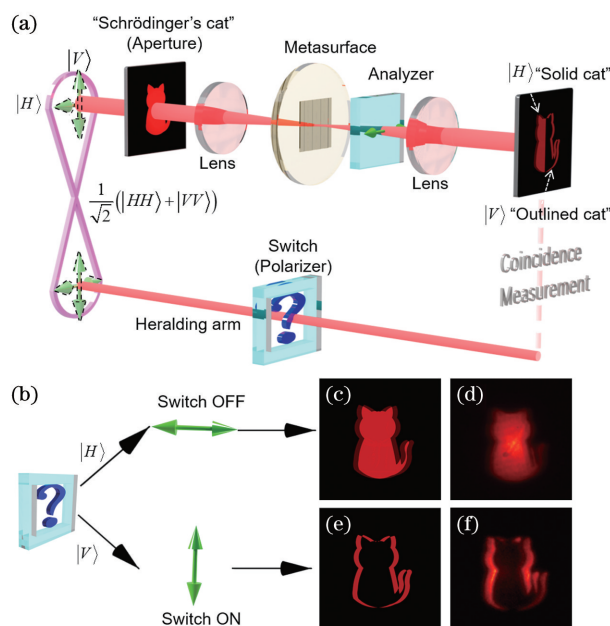 (a)
"Schrödinger's cat"
(Aperture)
Metasurface
Analyzer
|V⟩
|H⟩
|H⟩ "Solid cat"
Lens
Lens
1/√2 (|HH⟩+|VV⟩)
|V⟩ "Outlined cat"
Switch
(Polarizer)
?
Coincidence
Measurement
Heralding arm
(b)
Switch OFF
(c)
(d)
|H⟩
?
|V⟩
(e)
(f)
Switch ON